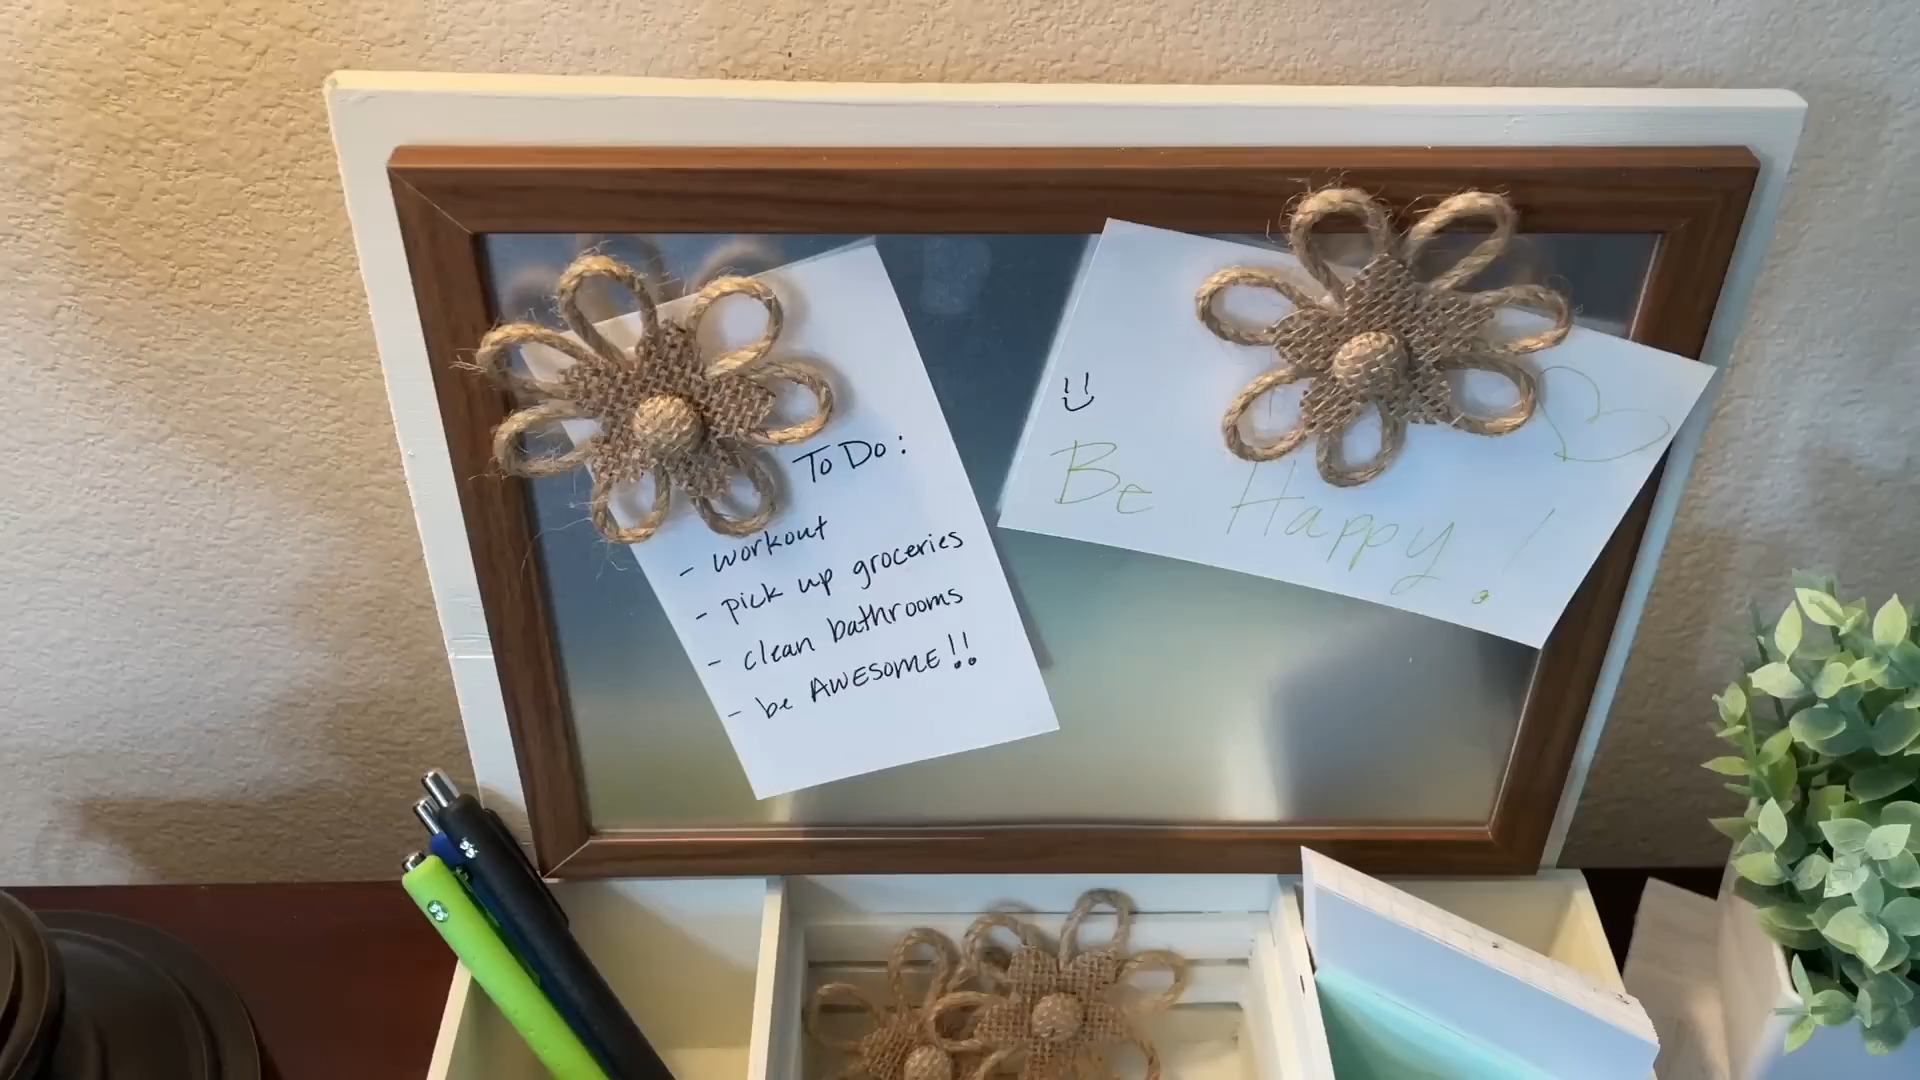 To Do:
- workout
- pick up groceries
- clean bathrooms
- be AWESOME!!
Be Happy!